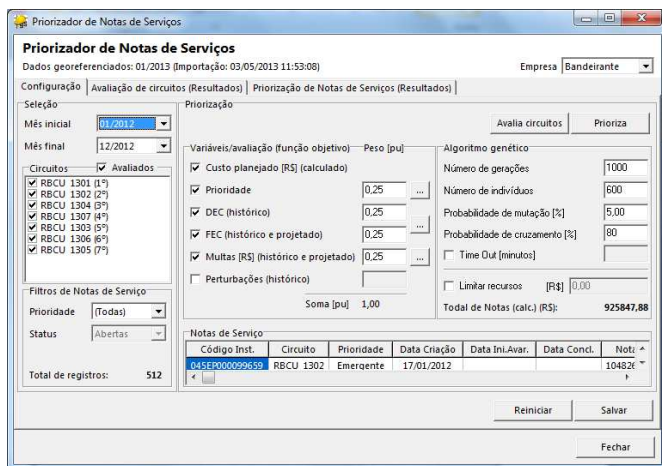 Priorizador de Notas de Serviços
Priorizador de Notas de Serviços
Dados georeferenciados: 01/2013 (Importação: 03/05/2013 11:53:08)
Empresa Bandeirante
Configuração Avaliação de circuitos (Resultados) Priorização de Notas de Serviços (Resultados)
Seleção
Mês inicial 01/2012
Mês final 12/2012
Circuitos Avaliados
RBCU 1301 (1º)
RBCU 1302 (2º)
RBCU 1304 (3º)
RBCU 1307 (4º)
RBCU 1303 (5º)
RBCU 1306 (6º)
RBCU 1305 (7º)
Filtros de Notas de Serviço
Prioridade (Todas)
Status Abertas
Total de registros: 512
Priorização
Avalia circuitos Prioriza
Variáveis/avaliação (função objetivo) Peso [pu]
Custo planejado [R$] (calculado)
Prioridade 0,25 ...
DEC (histórico) 0,25
...
FEC (histórico e projetado) 0,25
Multas [R$] (histórico e projetado) 0,25 ...
Perturbações (histórico)
Soma [pu] 1,00
Algoritmo genético
Número de gerações 1000
Número de indivíduos 600
Probabilidade de mutação [%] 5,00
Probabilidade de cruzamento [%] 80
Time Out [minutos]
Limitar recursos [R$] 0,00
Todal de Notas (calc.) (R$): 925847,88
Notas de Serviço
Código Inst. Circuito Prioridade Data Criação Data Ini.Avar. Data Concl. Nota
045EP000099659 RBCU 1302 Emergente 17/01/2012 104826
Reiniciar Salvar
Fechar